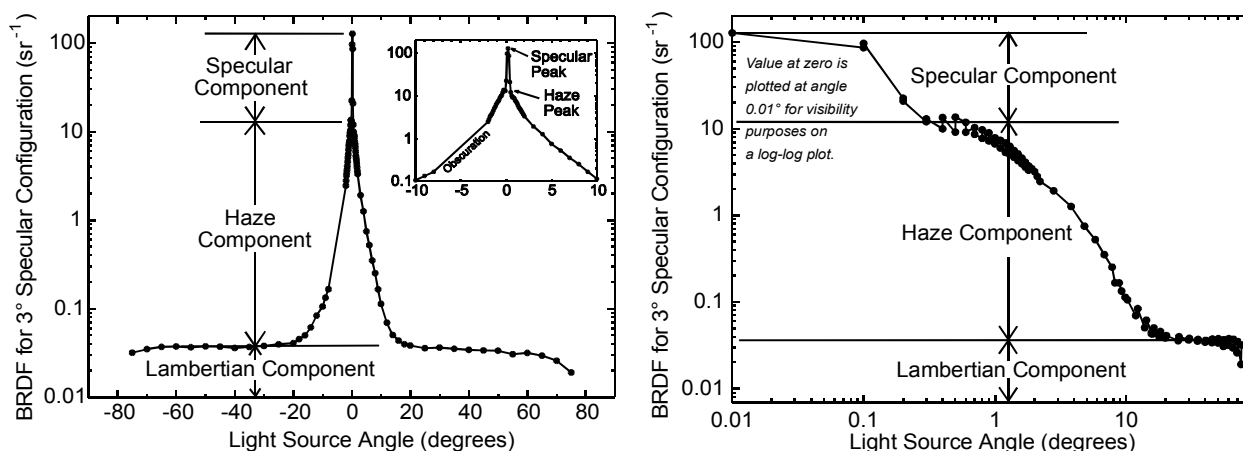 BRDF for 3° Specular Configuration (sr⁻¹)
100
10
1
0.1
0.01
Specular
Component
Haze
Component
Lambertian Component
-80
-60
-40
-20
0
20
40
60
80
Light Source Angle (degrees)
100
10
1
0.1
Specular
Peak
Haze
Peak
Obscuration
-10
-5
0
5
10
BRDF for 3° Specular Configuration (sr⁻¹)
100
10
1
0.1
0.01
Value at zero is
plotted at angle
0.01° for visibility
purposes on
a log-log plot.
Specular Component
Haze Component
Lambertian Component
0.01
0.1
1
10
Light Source Angle (degrees)